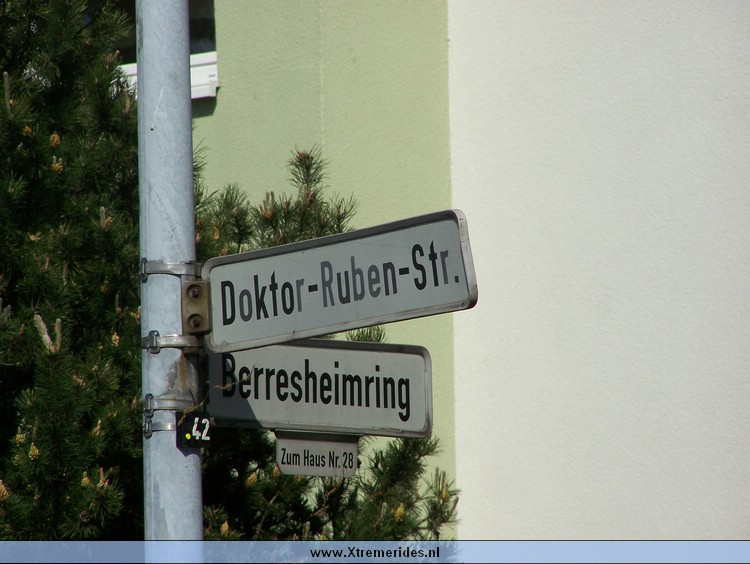 Doktor-Ruben-Str.
Berresheimring
42
Zum Haus Nr. 28
www.Xtremerides.nl